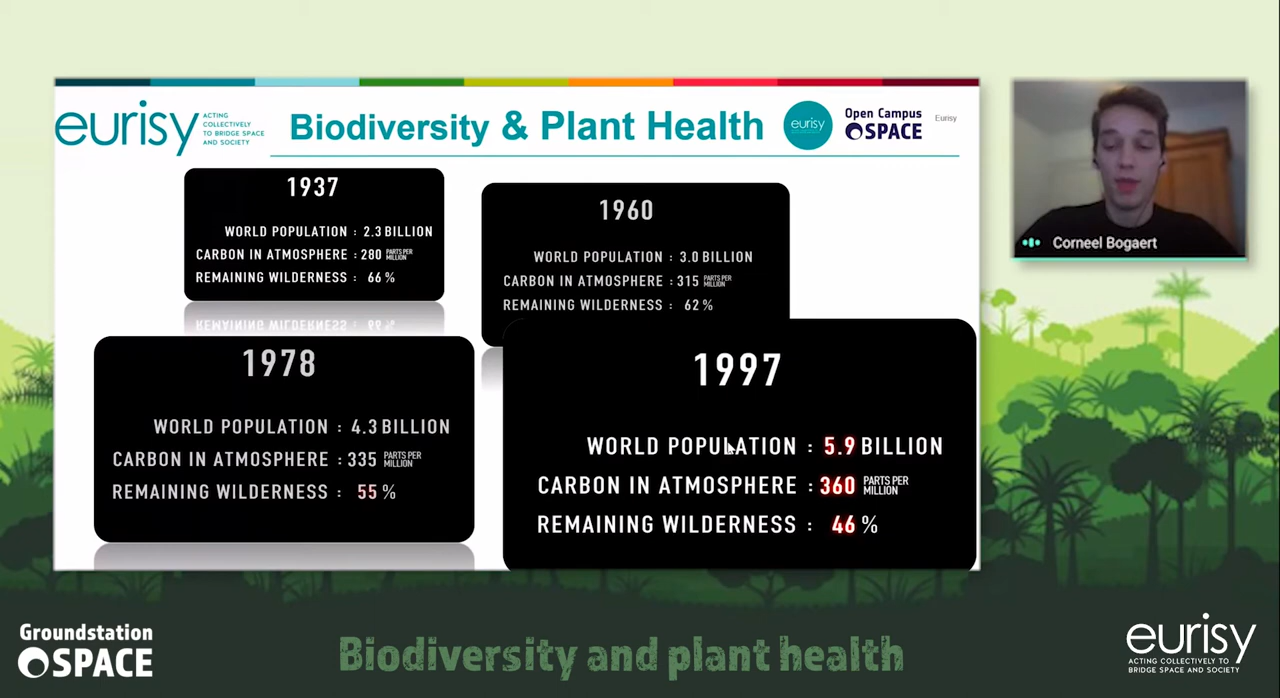 eurisy
ACTING
COLLECTIVELY
TO BRIDGE SPACE
AND SOCIETY
Biodiversity & Plant Health
eurisy
Open Campus
SPACE
Eurisy
1937
WORLD POPULATION : 2.3 BILLION
CARBON IN ATMOSPHERE : 280 PARTS PER MILLION
REMAINING WILDERNESS : 66 %
REMAINING WILDERNESS : 66 %
1960
WORLD POPULATION : 3.0 BILLION
CARBON IN ATMOSPHERE : 315 PARTS PER MILLION
REMAINING WILDERNESS : 62 %
1978
WORLD POPULATION : 4.3 BILLION
CARBON IN ATMOSPHERE : 335 PARTS PER MILLION
REMAINING WILDERNESS : 55 %
1997
WORLD POPULATION : 5.9 BILLION
CARBON IN ATMOSPHERE : 360 PARTS PER MILLION
REMAINING WILDERNESS : 46 %
Corneel Bogaert
Groundstation
SPACE
Biodiversity and plant health
eurisy
ACTING COLLECTIVELY TO
BRIDGE SPACE AND SOCIETY